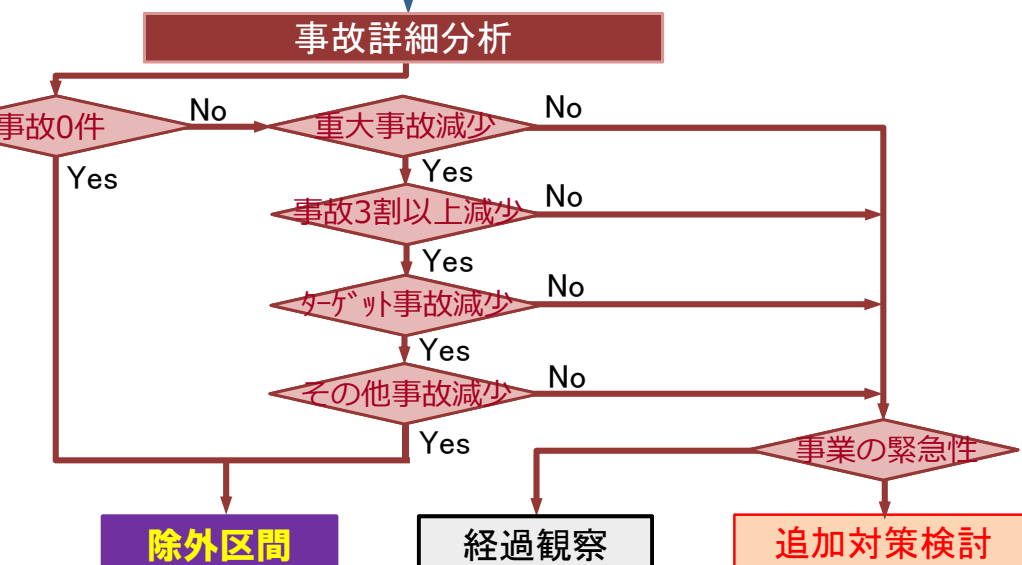 事故詳細分析
事故0件
No
重大事故減少
No
Yes
Yes
事故3割以上減少
No
Yes
ﾀｰｹﾞｯﾄ事故減少
No
Yes
その他事故減少
No
Yes
事業の緊急性
除外区間
経過観察
追加対策検討